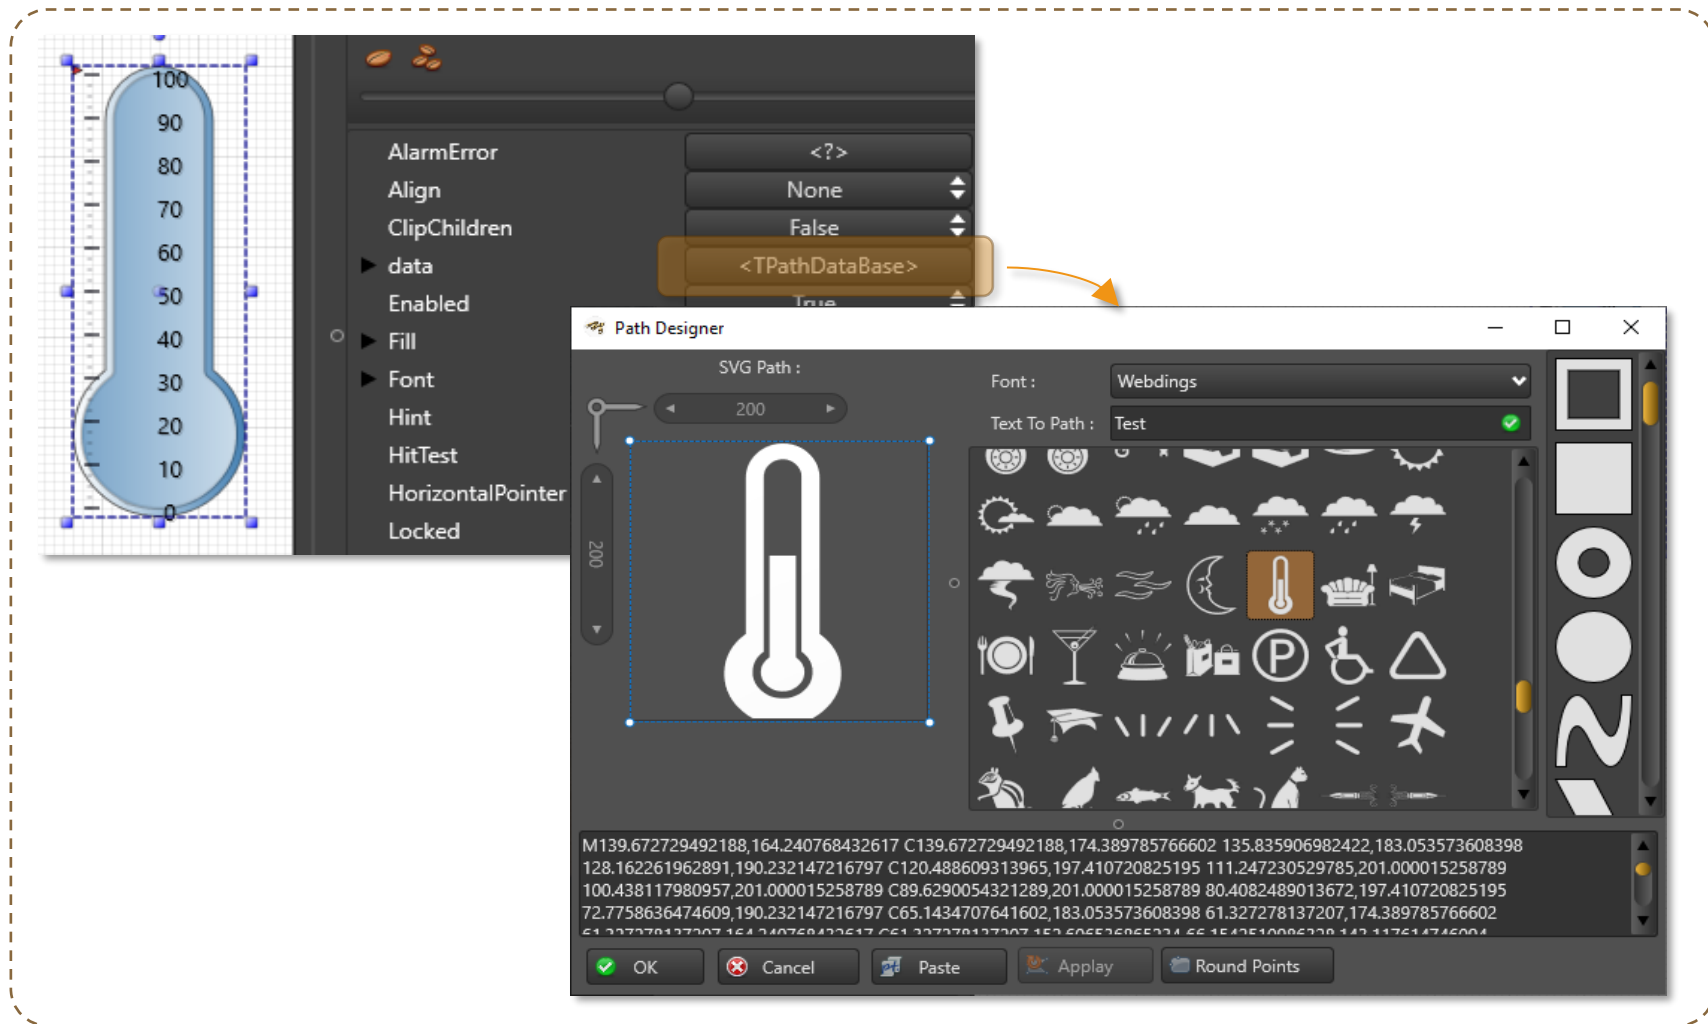 100
90
80
70
60
50
40
30
20
10
0
AlarmError <?>
Align None
ClipChildren False
data <TPathDataBase>
Enabled True
Fill
Font
Hint
HitTest
HorizontalPointer
Locked
Path Designer
SVG Path :
200
200
Font : Webdings
Text To Path : Test
M139.672729492188,164.240768432617 C139.672729492188,174.389785766602 135.835906982422,183.053573608398
128.162261962891,190.232147216797 C120.488609313965,197.410720825195 111.247230529785,201.000015258789
100.438117980957,201.000015258789 C89.6290054321289,201.000015258789 80.4082489013672,197.410720825195
72.7758636474609,190.232147216797 C65.1434707641602,183.053573608398 61.327278137207,174.389785766602
OK
Cancel
Paste
Applay
Round Points